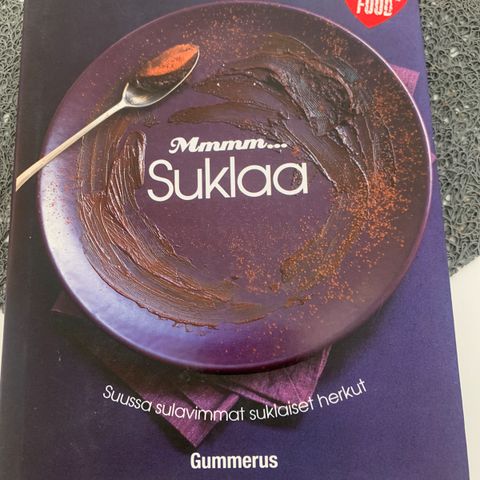 FOOD
Mmmm...
Suklaa
Suussa sulavimmat suklaiset herkut
Gummerus